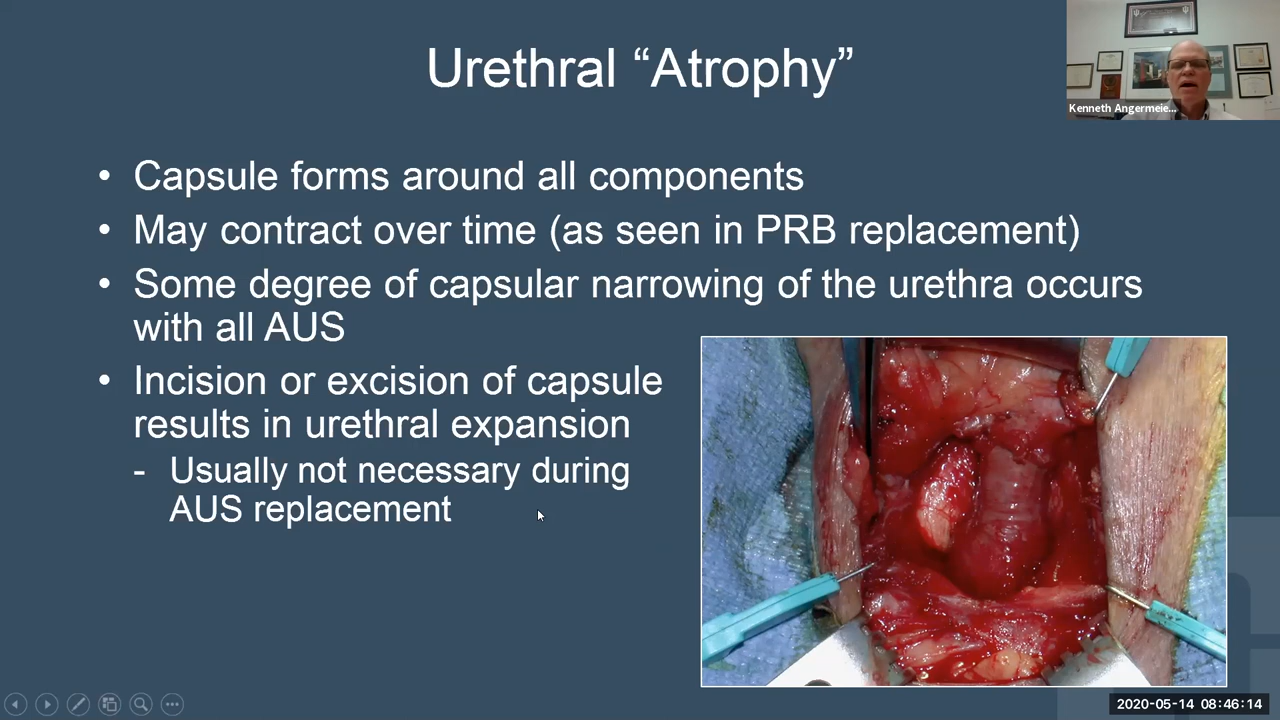 Urethral “Atrophy”
Kenneth Angermeie...
• Capsule forms around all components
• May contract over time (as seen in PRB replacement)
• Some degree of capsular narrowing of the urethra occurs
with all AUS
• Incision or excision of capsule
results in urethral expansion
- Usually not necessary during
AUS replacement
2020-05-14 08:46:14